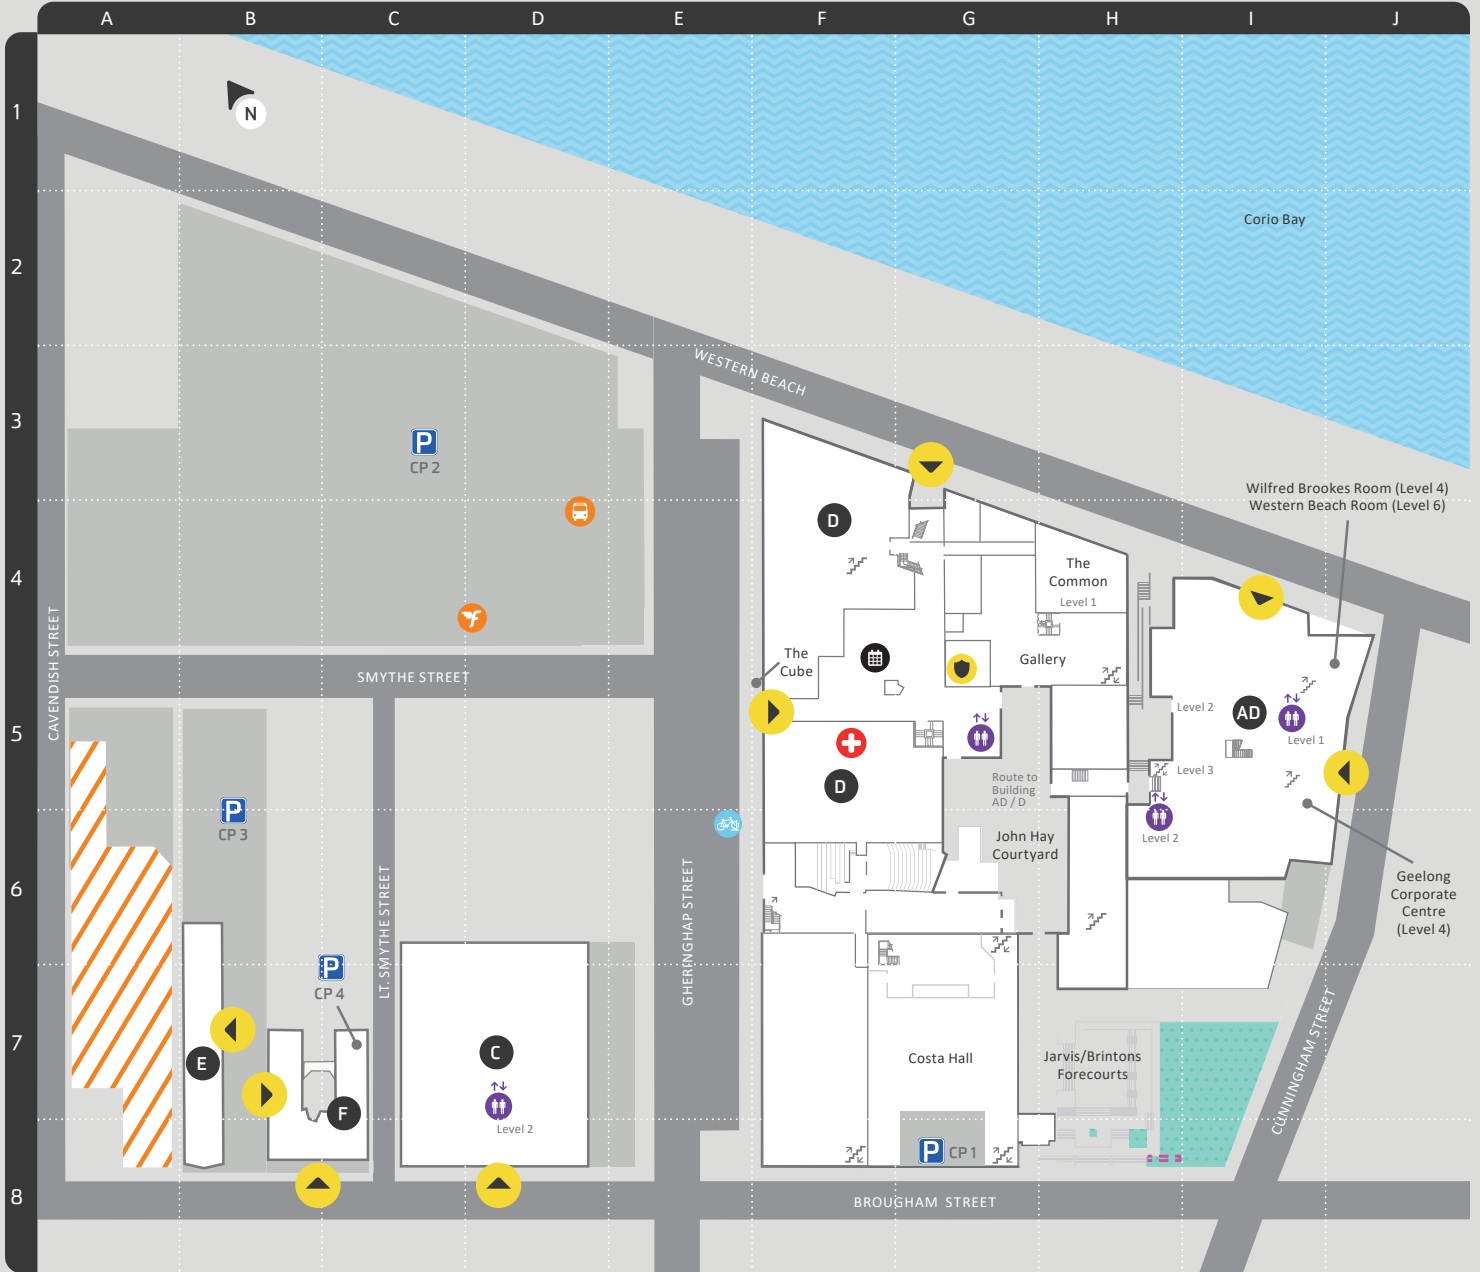 A B C D E F G H I J
1
N
Corio Bay
2
WESTERN BEACH
3
P
CP 2
Wilfred Brookes Room (Level 4)
Western Beach Room (Level 6)
D
4
The
Common
Level 1
f
CAVENDISH STREET
SMYTHE STREET
The
Cube
Gallery
5
Level 2
AD
Level 1
Level 3
D
Route to
Building
AD / D
P
CP 3
John Hay
Courtyard
6
LT. SMYTHE STREET
GHERINGHAP STREET
Level 2
Geelong
Corporate
Centre
(Level 4)
P
CP 4
7
E
C
Costa Hall
Jarvis/Brintons
Forecourts
CUNNINGHAM STREET
F
Level 2
P CP 1
8
BROUGHAM STREET